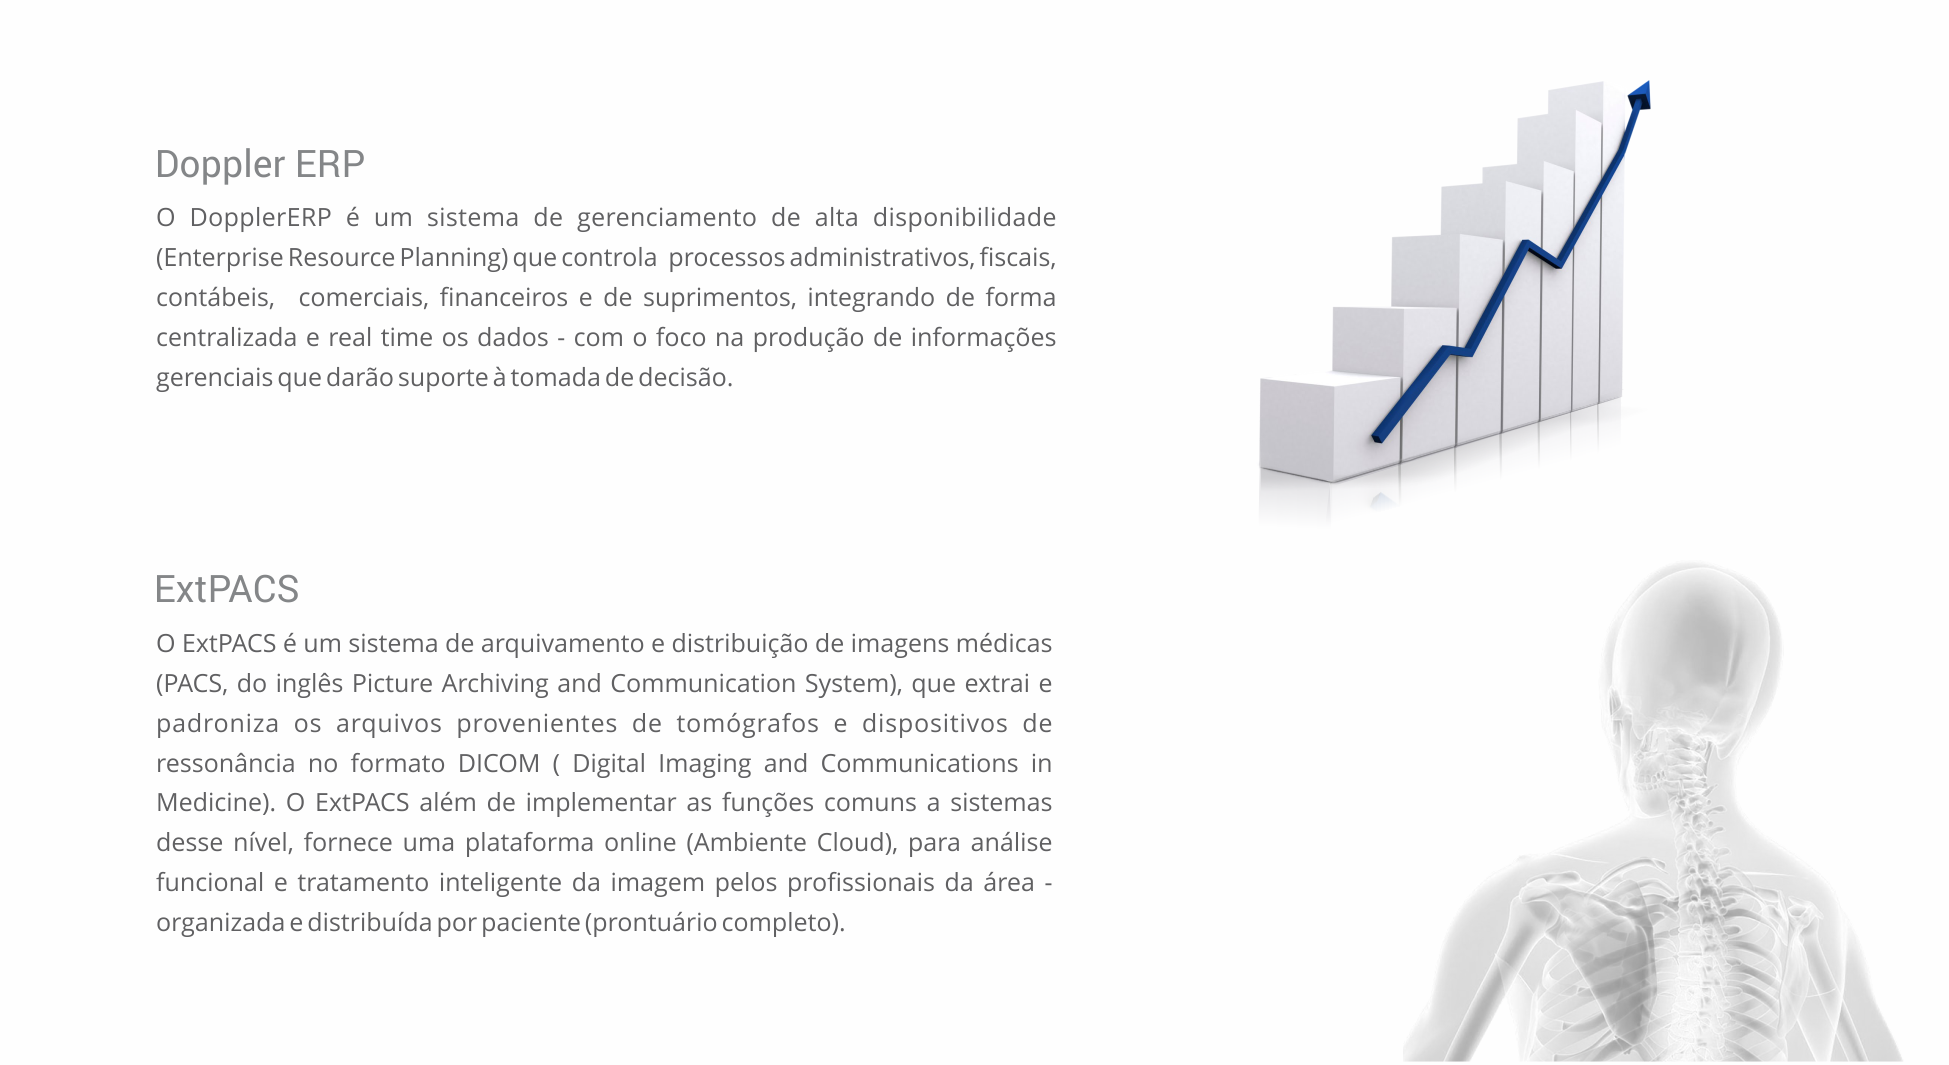 Doppler ERP
O DopplerERP é um sistema de gerenciamento de alta disponibilidade
(Enterprise Resource Planning) que controla processos administrativos, fiscais,
contábeis, comerciais, financeiros e de suprimentos, integrando de forma
centralizada e real time os dados - com o foco na produção de informações
gerenciais que darão suporte à tomada de decisão.
ExtPACS
O ExtPACS é um sistema de arquivamento e distribuição de imagens médicas
(PACS, do inglês Picture Archiving and Communication System), que extrai e
padroniza os arquivos provenientes de tomógrafos e dispositivos de
ressonância no formato DICOM ( Digital Imaging and Communications in
Medicine). O ExtPACS além de implementar as funções comuns a sistemas
desse nível, fornece uma plataforma online (Ambiente Cloud), para análise
funcional e tratamento inteligente da imagem pelos profissionais da área -
organizada e distribuída por paciente (prontuário completo).